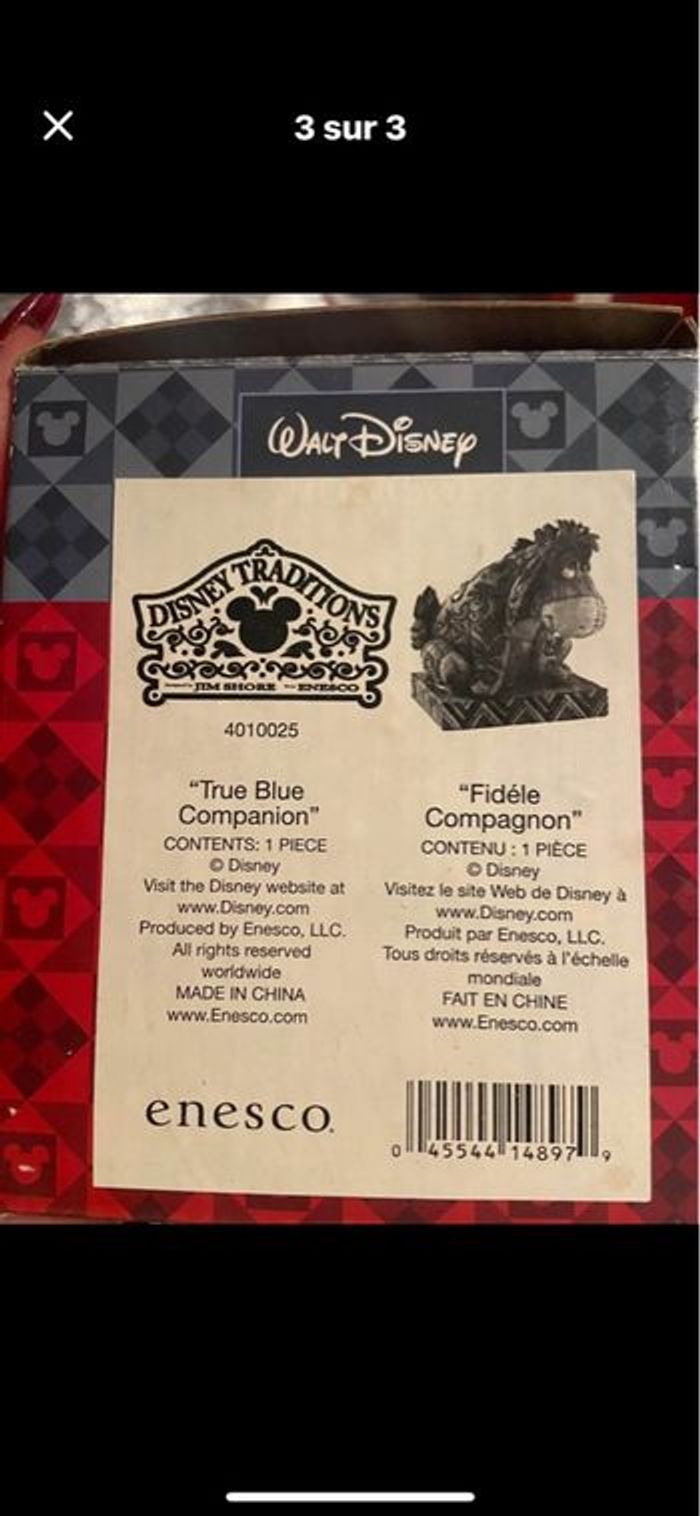 3 sur 3
WALT DISNEY
DISNEY TRADITIONS
JIM SHORE ENESCO
4010025
“True Blue
Companion”
CONTENTS: 1 PIECE
© Disney
Visit the Disney website at
www.Disney.com
Produced by Enesco, LLC.
All rights reserved
worldwide
MADE IN CHINA
www.Enesco.com
“Fidéle
Compagnon”
CONTENU : 1 PIÈCE
© Disney
Visitez le site Web de Disney à
www.Disney.com
Produit par Enesco, LLC.
Tous droits réservés à l’échelle
mondiale
FAIT EN CHINE
www.Enesco.com
enesco.
0 45544 14897 9